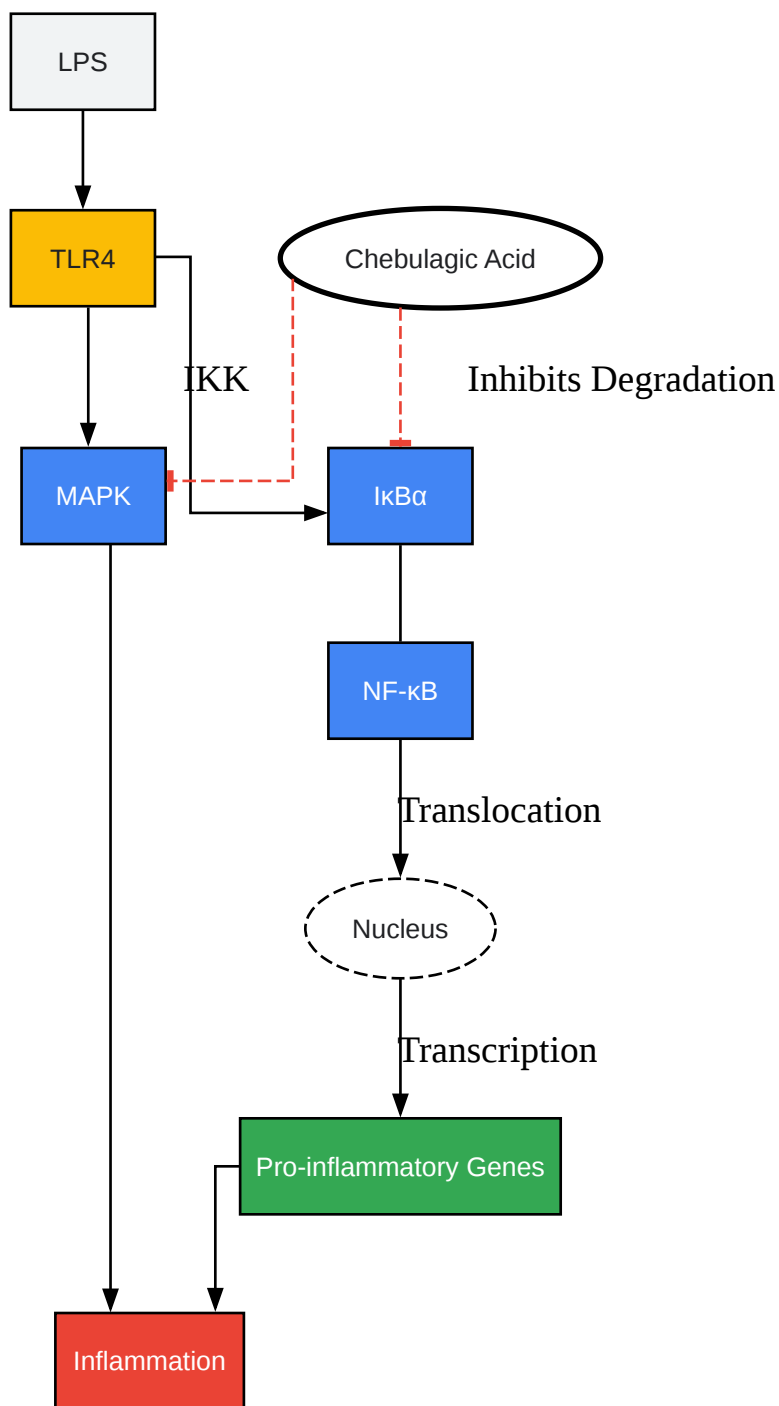 LPS
TLR4
Chebulagic Acid
IKK
Inhibits Degradation
MAPK
IκBα
NF-κB
Translocation
Nucleus
Transcription
Pro-inflammatory Genes
Inflammation